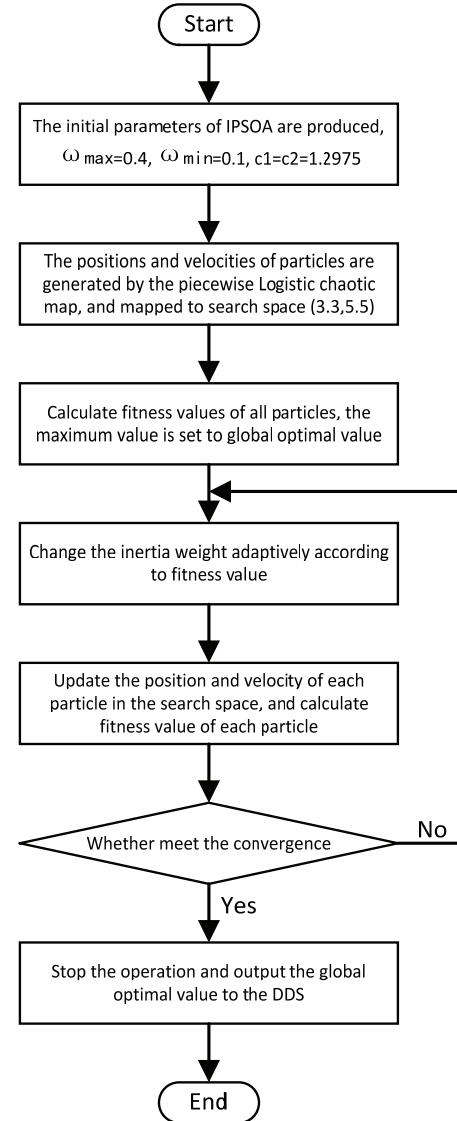 Start
The initial parameters of IPSOA are produced,
ω max=0.4, ω min=0.1, c1=c2=1.2975
The positions and velocities of particles are
generated by the piecewise Logistic chaotic
map, and mapped to search space (3.3,5.5)
Calculate fitness values of all particles, the
maximum value is set to global optimal value
Change the inertia weight adaptively according
to fitness value
Update the position and velocity of each
particle in the search space, and calculate
fitness value of each particle
Whether meet the convergence
No
Yes
Stop the operation and output the global
optimal value to the DDS
End